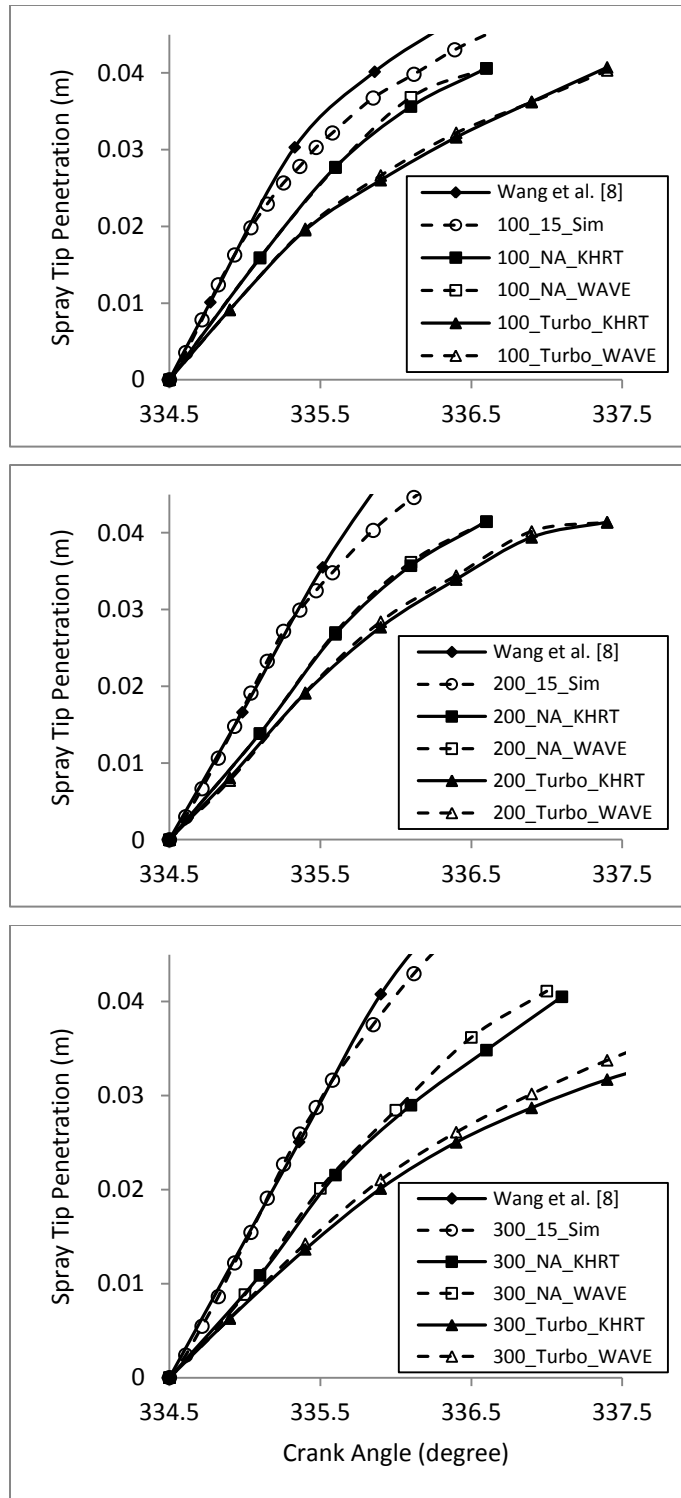 Spray Tip Penetration (m)
0.04
0.03
0.02
0.01
0
334.5
335.5
336.5
337.5
Wang et al. [8]
100_15_Sim
100_NA_KHRT
100_NA_WAVE
100_Turbo_KHRT
100_Turbo_WAVE
Spray Tip Penetration (m)
0.04
0.03
0.02
0.01
0
334.5
335.5
336.5
337.5
Wang et al. [8]
200_15_Sim
200_NA_KHRT
200_NA_WAVE
200_Turbo_KHRT
200_Turbo_WAVE
Spray Tip Penetration (m)
0.04
0.03
0.02
0.01
0
334.5
335.5
336.5
337.5
Wang et al. [8]
300_15_Sim
300_NA_KHRT
300_NA_WAVE
300_Turbo_KHRT
300_Turbo_WAVE
Crank Angle (degree)